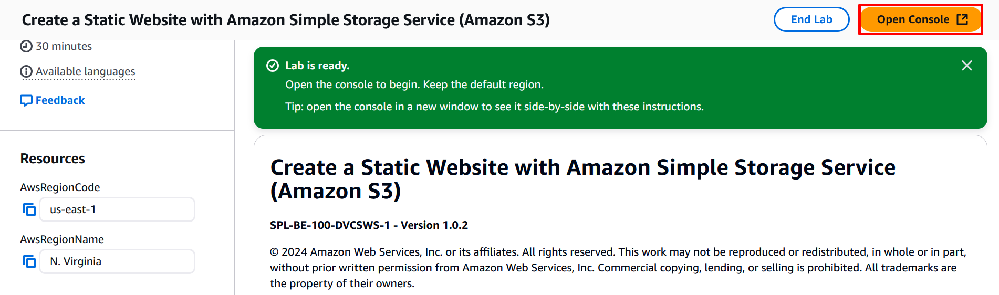 Create a Static Website with Amazon Simple Storage Service (Amazon S3)
End Lab
Open Console
30 minutes
Available languages
Feedback
Resources
AwsRegionCode
us-east-1
AwsRegionName
N. Virginia
Lab is ready.
Open the console to begin. Keep the default region.
Tip: open the console in a new window to see it side-by-side with these instructions.
Create a Static Website with Amazon Simple Storage Service
(Amazon S3)
SPL-BE-100-DVCSWS-1 - Version 1.0.2
© 2024 Amazon Web Services, Inc. or its affiliates. All rights reserved. This work may not be reproduced or redistributed, in whole or in part,
without prior written permission from Amazon Web Services, Inc. Commercial copying, lending, or selling is prohibited. All trademarks are
the property of their owners.